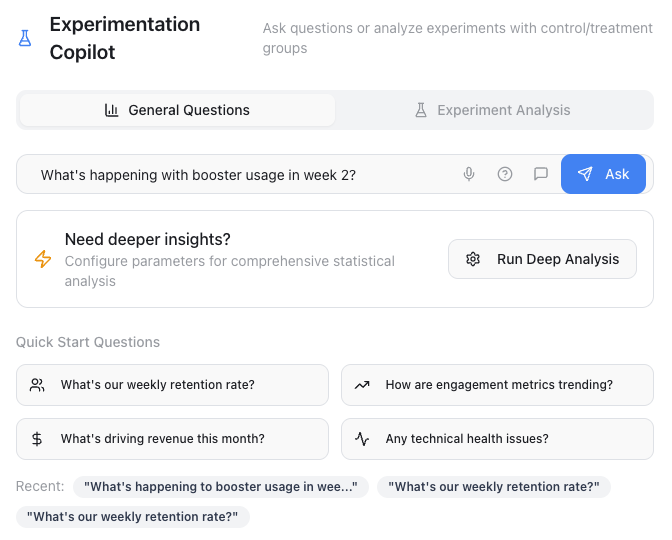 Experimentation
Copilot
Ask questions or analyze experiments with control/treatment
groups
General Questions
Experiment Analysis
What's happening with booster usage in week 2?
Ask
Need deeper insights?
Configure parameters for comprehensive statistical
analysis
Run Deep Analysis
Quick Start Questions
What's our weekly retention rate?
How are engagement metrics trending?
What's driving revenue this month?
Any technical health issues?
Recent: "What's happening to booster usage in wee..." "What's our weekly retention rate?"
"What's our weekly retention rate?"